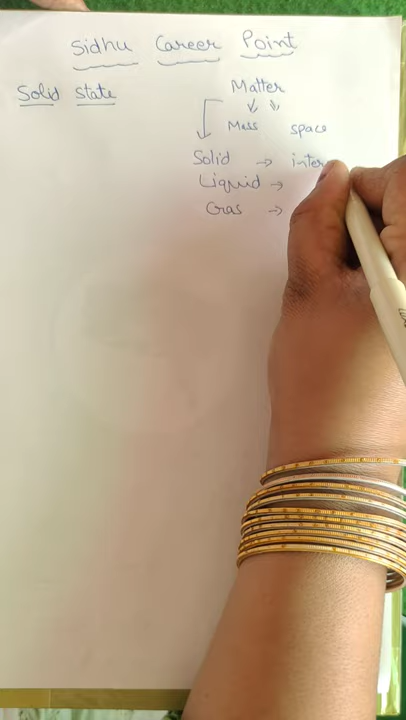 Sidhu Career Point
Solid state
Matter
↓ ↓
Mass space
Solid → inter
Liquid →
Gas →